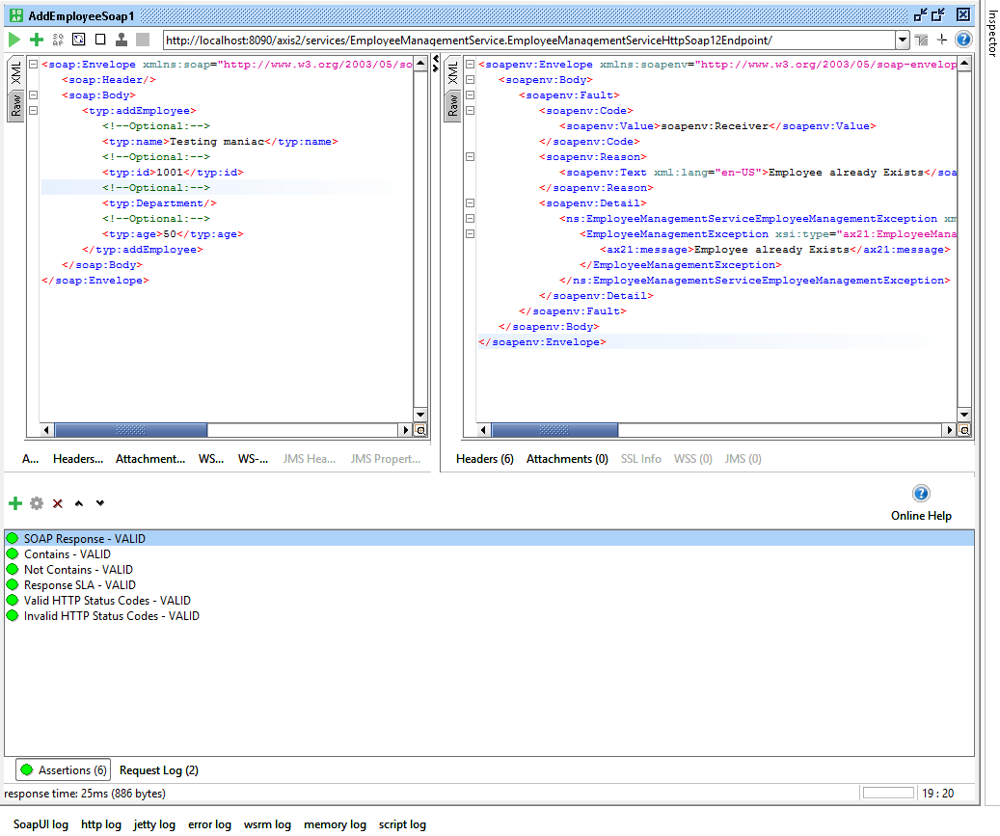 AddEmployeeSoap1
http://localhost:8090/axis2/services/EmployeeManagementService.EmployeeManagementServiceHttpSoap12Endpoint/
Inspector
XML
Raw
<soap:Envelope xmlns:soap="http://www.w3.org/2003/05/so
<soap:Header/>
<soap:Body>
<typ:addEmployee>
<!--Optional:-->
<typ:name>Testing maniac</typ:name>
<!--Optional:-->
<typ:id>1001</typ:id>
<!--Optional:-->
<typ:Department/>
<!--Optional:-->
<typ:age>50</typ:age>
</typ:addEmployee>
</soap:Body>
</soap:Envelope>
XML
Raw
<soapenv:Envelope xmlns:soapenv="http://www.w3.org/2003/05/soap-envelop
<soapenv:Body>
<soapenv:Fault>
<soapenv:Code>
<soapenv:Value>soapenv:Receiver</soapenv:Value>
</soapenv:Code>
<soapenv:Reason>
<soapenv:Text xml:lang="en-US">Employee already Exists</soa
</soapenv:Reason>
<soapenv:Detail>
<ns:EmployeeManagementServiceEmployeeManagementException xm
<EmployeeManagementException xsi:type="ax21:EmployeeMana
<ax21:message>Employee already Exists</ax21:message>
</EmployeeManagementException>
</ns:EmployeeManagementServiceEmployeeManagementException>
</soapenv:Detail>
</soapenv:Fault>
</soapenv:Body>
</soapenv:Envelope>
A... Headers... Attachment... WS... WS-... JMS Hea... JMS Propert...
Headers (6) Attachments (0) SSL Info WSS (0) JMS (0)
Online Help
SOAP Response - VALID
Contains - VALID
Not Contains - VALID
Response SLA - VALID
Valid HTTP Status Codes - VALID
Invalid HTTP Status Codes - VALID
Assertions (6) Request Log (2)
response time: 25ms (886 bytes) 19 : 20
SoapUI log http log jetty log error log wsrm log memory log script log